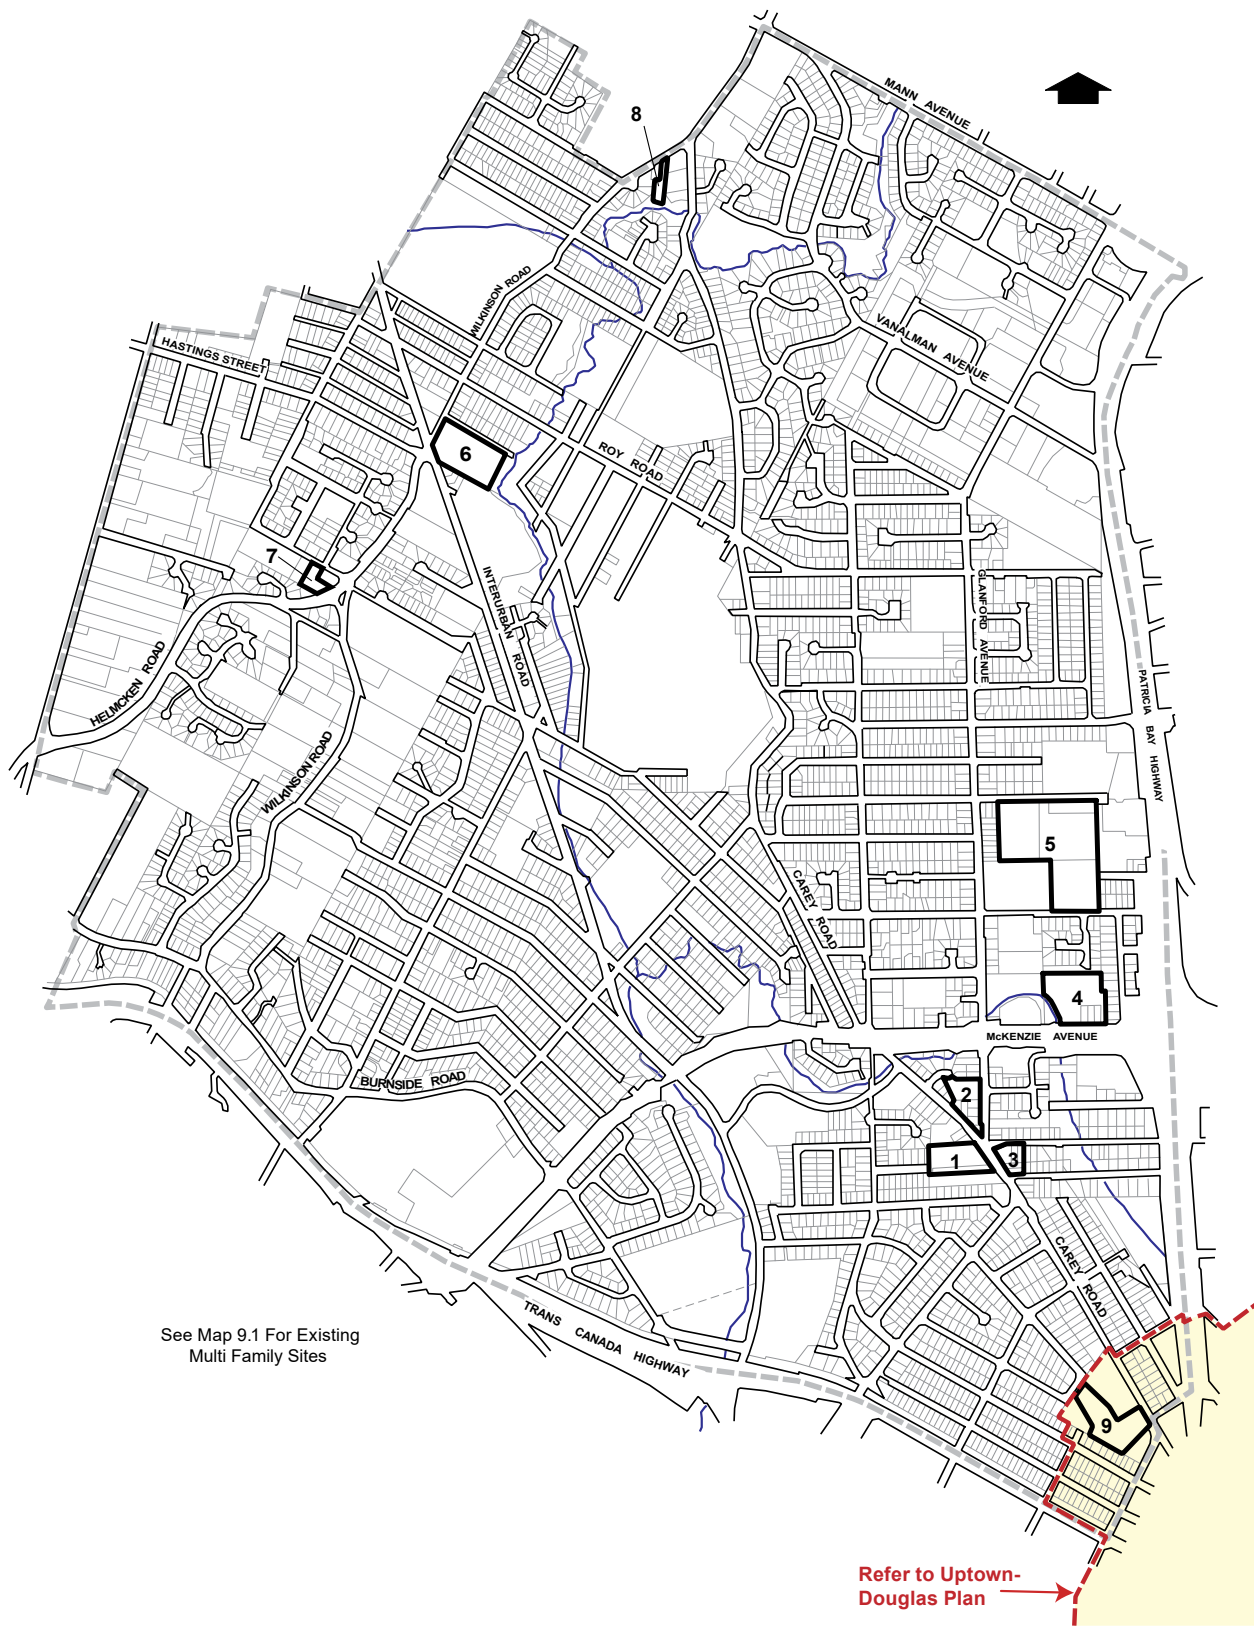 MANN AVENUE
8
WILKINSON ROAD
VANALMAN AVENUE
HASTINGS STREET
6
ROY ROAD
7
INTERURBAN ROAD
GLANFORD AVENUE
HELMCKEN ROAD
PATRICIA BAY HIGHWAY
WILKINSON ROAD
5
CAREY ROAD
4
McKENZIE AVENUE
BURNSIDE ROAD
2
1
3
CAREY ROAD
TRANS CANADA HIGHWAY
See Map 9.1 For Existing
Multi Family Sites
9
Refer to Uptown-
Douglas Plan